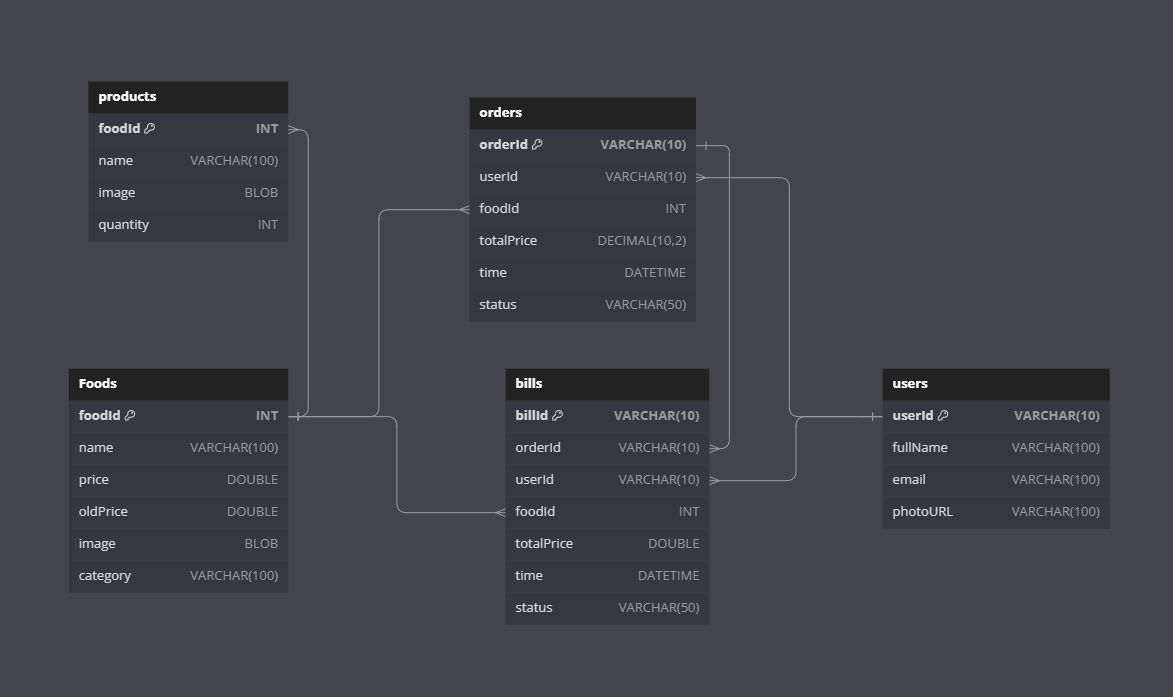 products
foodId INT
name VARCHAR(100)
image BLOB
quantity INT
orders
orderId VARCHAR(10)
userId VARCHAR(10)
foodId INT
totalPrice DECIMAL(10,2)
time DATETIME
status VARCHAR(50)
Foods
foodId INT
name VARCHAR(100)
price DOUBLE
oldPrice DOUBLE
image BLOB
category VARCHAR(100)
bills
billId VARCHAR(10)
orderId VARCHAR(10)
userId VARCHAR(10)
foodId INT
totalPrice DOUBLE
time DATETIME
status VARCHAR(50)
users
userId VARCHAR(10)
fullName VARCHAR(100)
email VARCHAR(100)
photoURL VARCHAR(100)